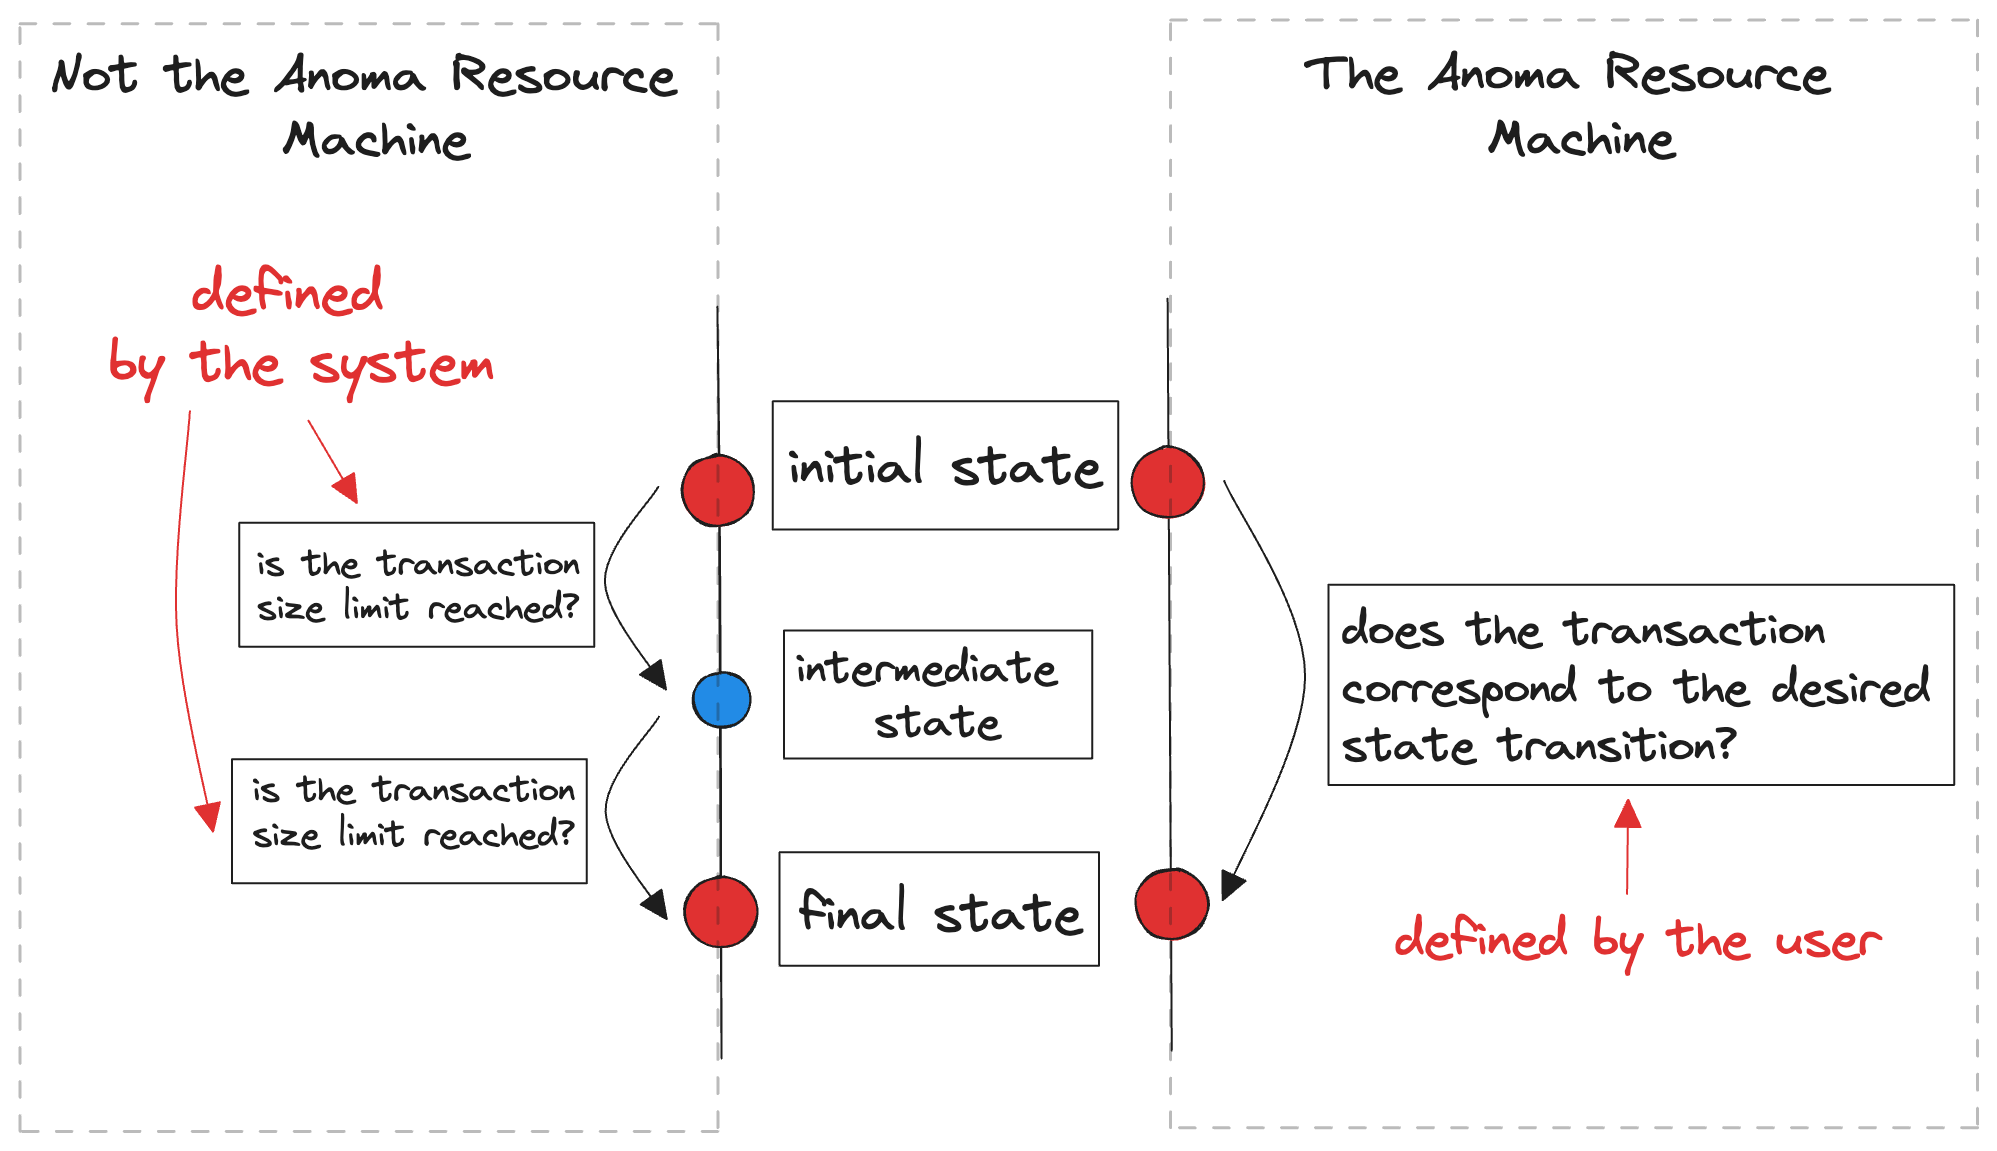 Not the Anoma Resource
Machine
The Anoma Resource
Machine
defined
by the system
initial state
is the transaction
size limit reached?
intermediate
state
does the transaction
correspond to the desired
state transition?
is the transaction
size limit reached?
final state
defined by the user